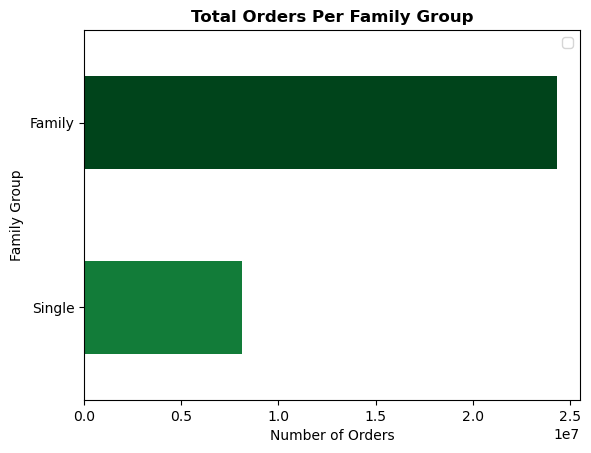 Total Orders Per Family Group
Family
Single
Family Group
0.0 0.5 1.0 1.5 2.0 2.5
1e7
Number of Orders